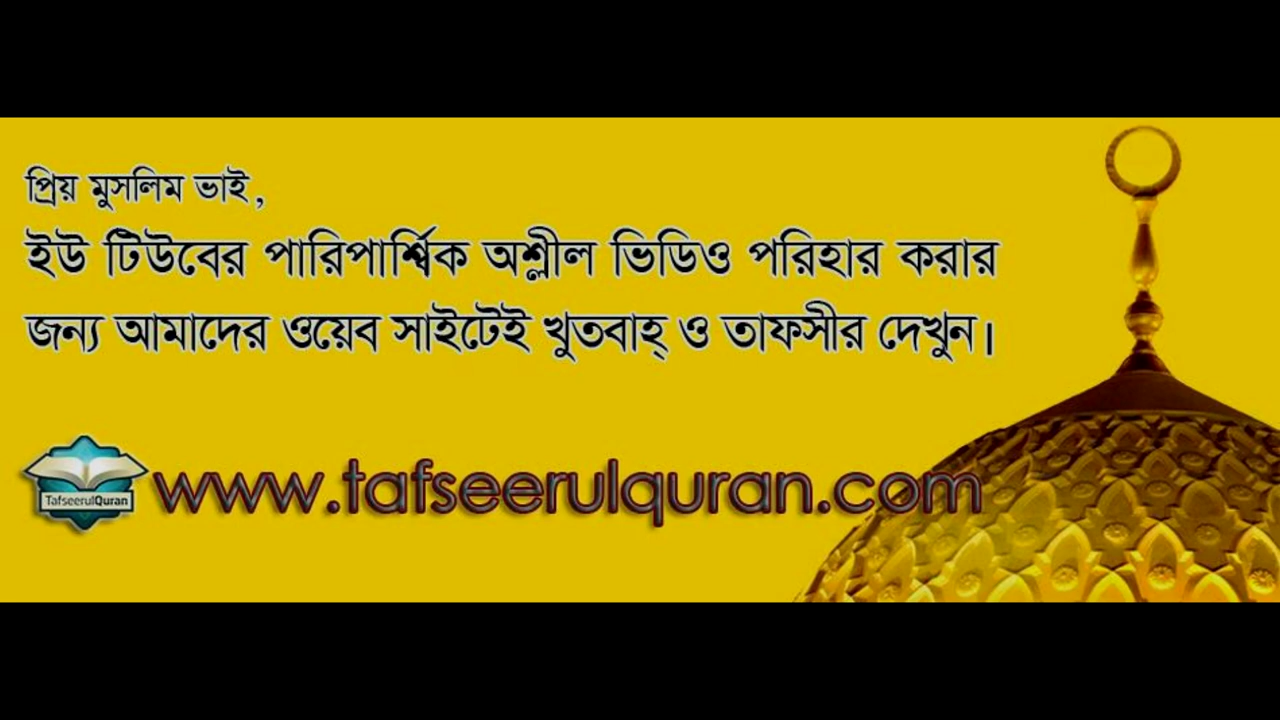 প্রিয় মুসলিম ভাই,
ইউ টিউবের পারিপার্শ্বিক অশ্লীল ভিডিও পরিহার করার
জন্য আমাদের ওয়েব সাইটেই খুতবাহ্ ও তাফসীর দেখুন।
TafseerulQuran
www.tafseerulquran.com